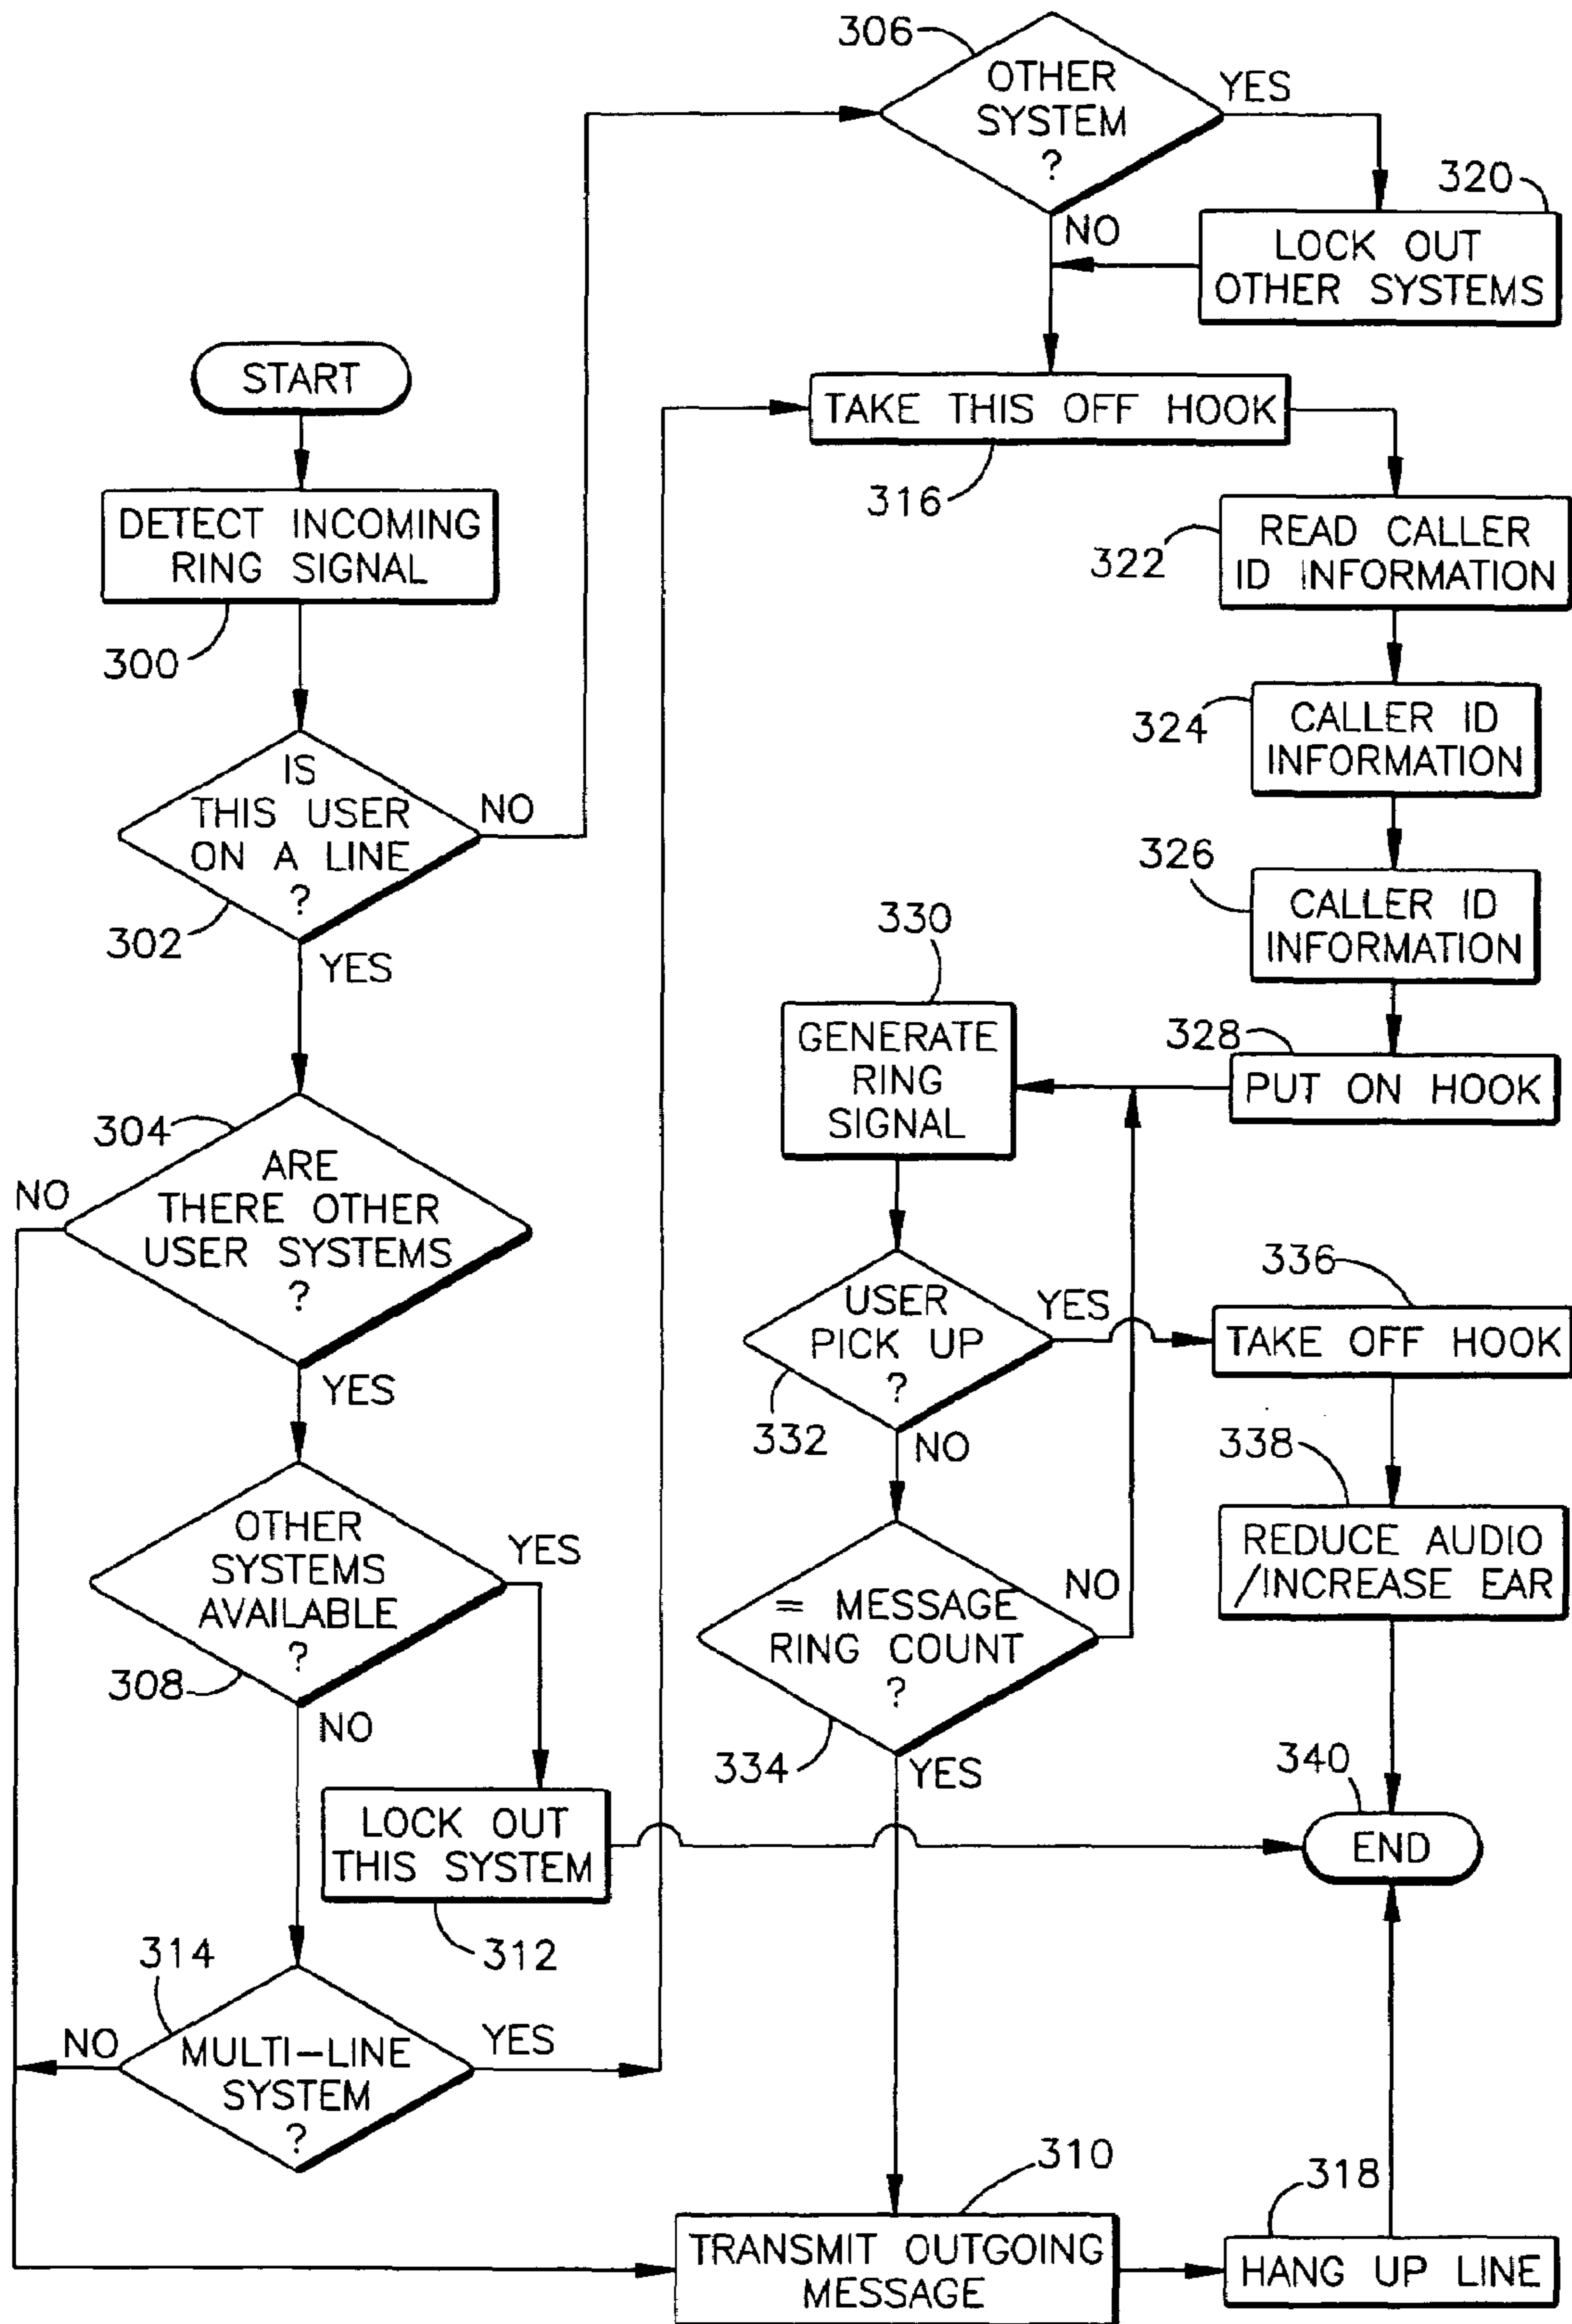 306
OTHER
SYSTEM
?
YES
NO
320
LOCK OUT
OTHER SYSTEMS
START
TAKE THIS OFF HOOK
316
DETECT INCOMING
RING SIGNAL
300
READ CALLER
ID INFORMATION
322
IS
THIS USER
ON A LINE
?
NO
302
YES
324
CALLER ID
INFORMATION
326
CALLER ID
INFORMATION
328
PUT ON HOOK
330
GENERATE
RING
SIGNAL
304
ARE
THERE OTHER
USER SYSTEMS
?
NO
YES
USER
PICK UP
?
YES
332
NO
336
TAKE OFF HOOK
338
REDUCE AUDIO
/INCREASE EAR
OTHER
SYSTEMS
AVAILABLE
?
YES
308
NO
= MESSAGE
RING COUNT
?
NO
334
YES
340
END
LOCK OUT
THIS SYSTEM
312
314
NO
MULTI-LINE
SYSTEM
?
YES
310
TRANSMIT OUTGOING
MESSAGE
318
HANG UP LINE